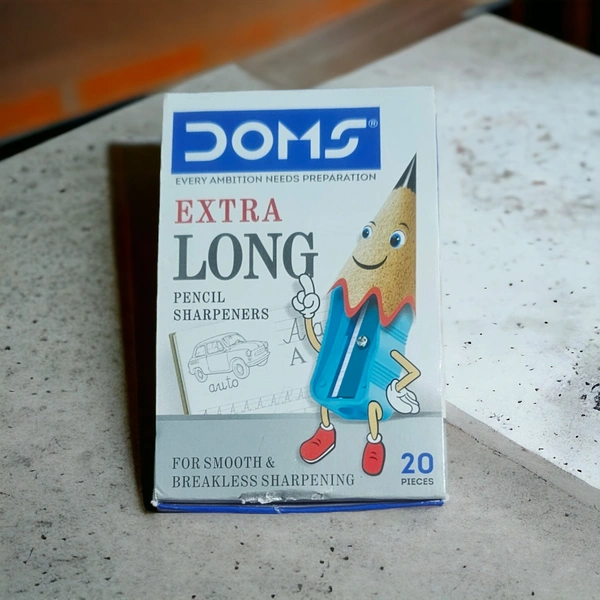 DOMS®
EVERY AMBITION NEEDS PREPARATION
EXTRA
LONG
PENCIL
SHARPENERS
auto
A
FOR SMOOTH &
BREAKLESS SHARPENING
20
PIECES